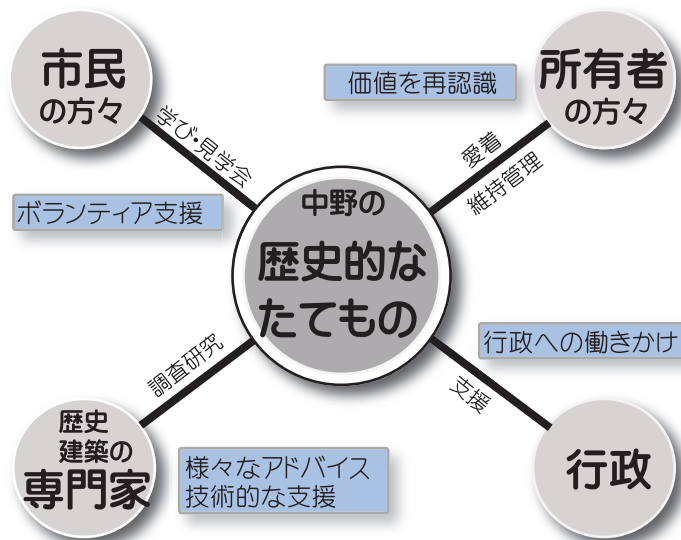 市民
の方々
価値を再認識
所有者
の方々
学び・見学会
愛着
維持管理
ボランティア支援
中野の
歴史的な
たてもの
行政への働きかけ
調査研究
支援
歴史
建築の
専門家
様々なアドバイス
技術的な支援
行政